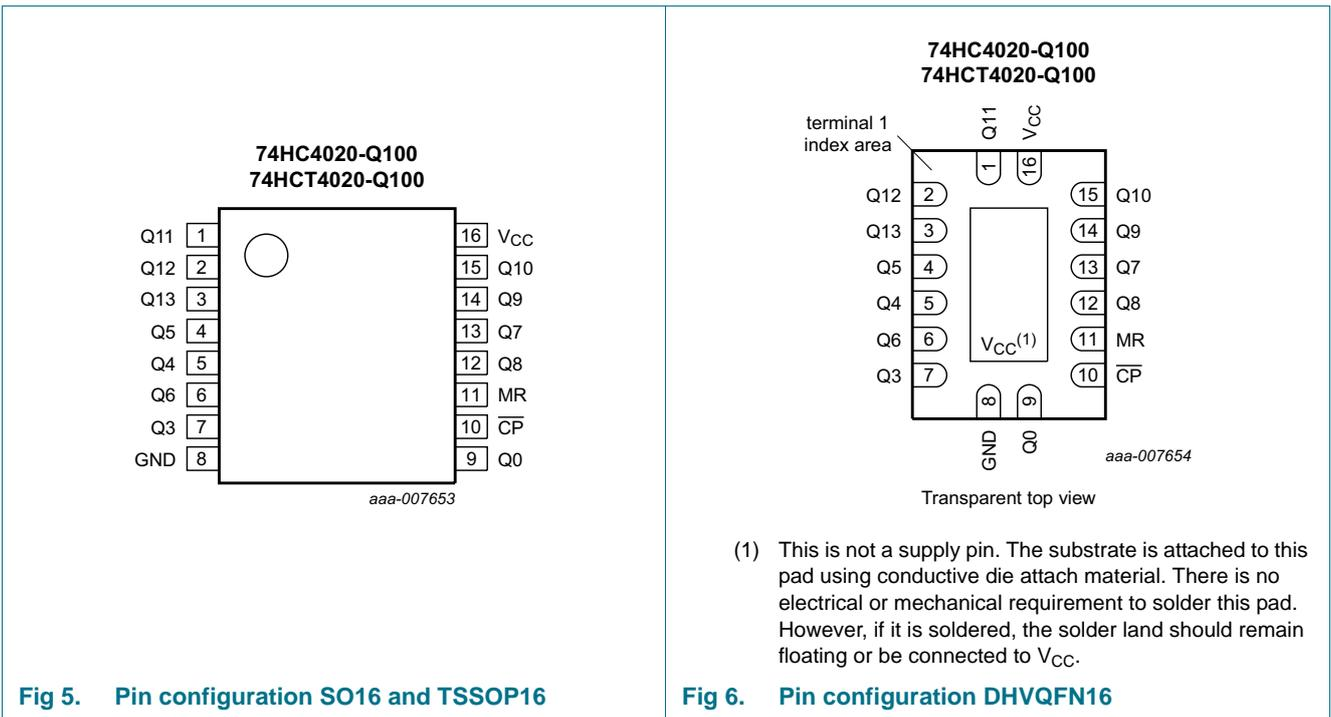 74HC4020-Q100
74HCT4020-Q100
Q11 1
Q12 2
Q13 3
Q5 4
Q4 5
Q6 6
Q3 7
GND 8
16 VCC
15 Q10
14 Q9
13 Q7
12 Q8
11 MR
10 CP
9 Q0
aaa-007653
Fig 5. Pin configuration SO16 and TSSOP16
74HC4020-Q100
74HCT4020-Q100
terminal 1
index area
Q11
VCC
1
16
Q12 2
Q13 3
Q5 4
Q4 5
Q6 6
Q3 7
15 Q10
14 Q9
13 Q7
12 Q8
11 MR
10 CP
VCC(1)
8
9
GND
Q0
aaa-007654
Transparent top view
(1) This is not a supply pin. The substrate is attached to this
pad using conductive die attach material. There is no
electrical or mechanical requirement to solder this pad.
However, if it is soldered, the solder land should remain
floating or be connected to VCC.
Fig 6. Pin configuration DHVQFN16